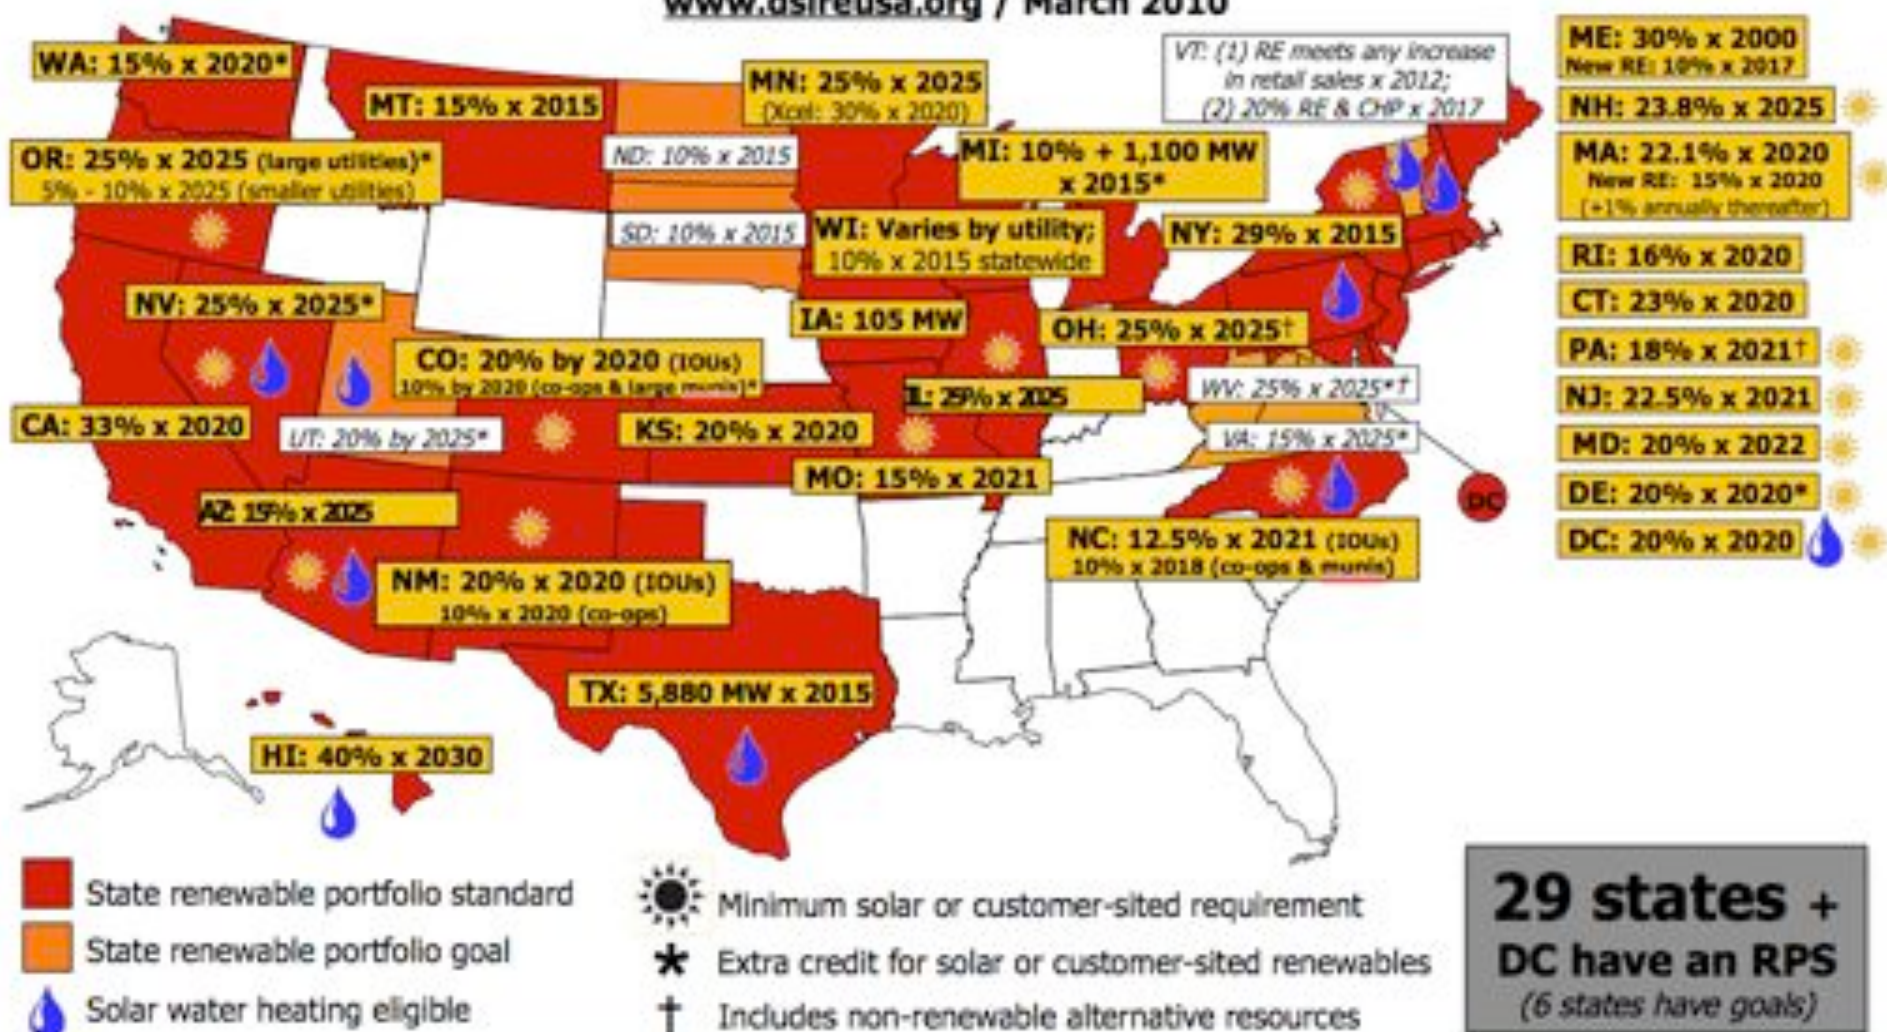 www.dsireusa.org / March 2010
WA: 15% x 2020*
MT: 15% x 2015
MN: 25% x 2025
(Xcel: 30% x 2020)
VT: (1) RE meets any increase
in retail sales x 2012;
(2) 20% RE & CHP x 2017
ME: 30% x 2000
New RE: 10% x 2017
NH: 23.8% x 2025
OR: 25% x 2025 (large utilities)*
5% - 10% x 2025 (smaller utilities)
ND: 10% x 2015
MI: 10% + 1,100 MW
x 2015*
MA: 22.1% x 2020
New RE: 15% x 2020
(+1% annually thereafter)
SD: 10% x 2015
WI: Varies by utility;
10% x 2015 statewide
NY: 29% x 2015
RI: 16% x 2020
NV: 25% x 2025*
IA: 105 MW
OH: 25% x 2025†
CT: 23% x 2020
CO: 20% by 2020 (IOUs)
10% by 2020 (co-ops & large munis)*
PA: 18% x 2021†
IL: 25% x 2025
WV: 25% x 2025*†
NJ: 22.5% x 2021
CA: 33% x 2020
UT: 20% by 2025*
KS: 20% x 2020
VA: 15% x 2025*
MD: 20% x 2022
MO: 15% x 2021
DC
DE: 20% x 2020*
AZ: 15% x 2025
NC: 12.5% x 2021 (IOUs)
10% x 2018 (co-ops & munis)
DC: 20% x 2020
NM: 20% x 2020 (IOUs)
10% x 2020 (co-ops)
TX: 5,880 MW x 2015
HI: 40% x 2030
State renewable portfolio standard
State renewable portfolio goal
Solar water heating eligible
Minimum solar or customer-sited requirement
* Extra credit for solar or customer-sited renewables
† Includes non-renewable alternative resources
29 states +
DC have an RPS
(6 states have goals)